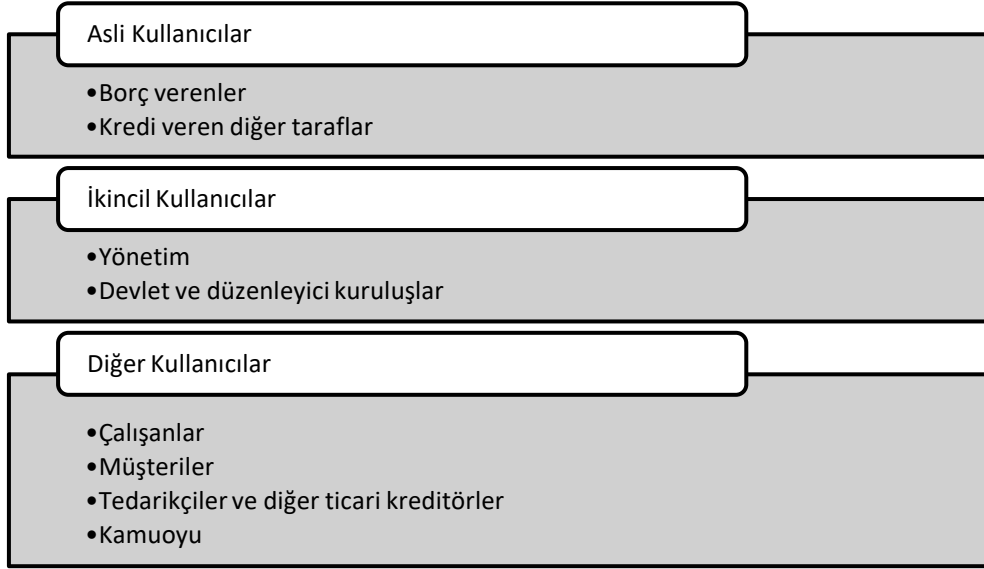 Asli Kullanıcılar
•Borç verenler
•Kredi veren diğer taraflar
İkincil Kullanıcılar
•Yönetim
•Devlet ve düzenleyici kuruluşlar
Diğer Kullanıcılar
•Çalışanlar
•Müşteriler
•Tedarikçiler ve diğer ticari kreditörler
•Kamuoyu